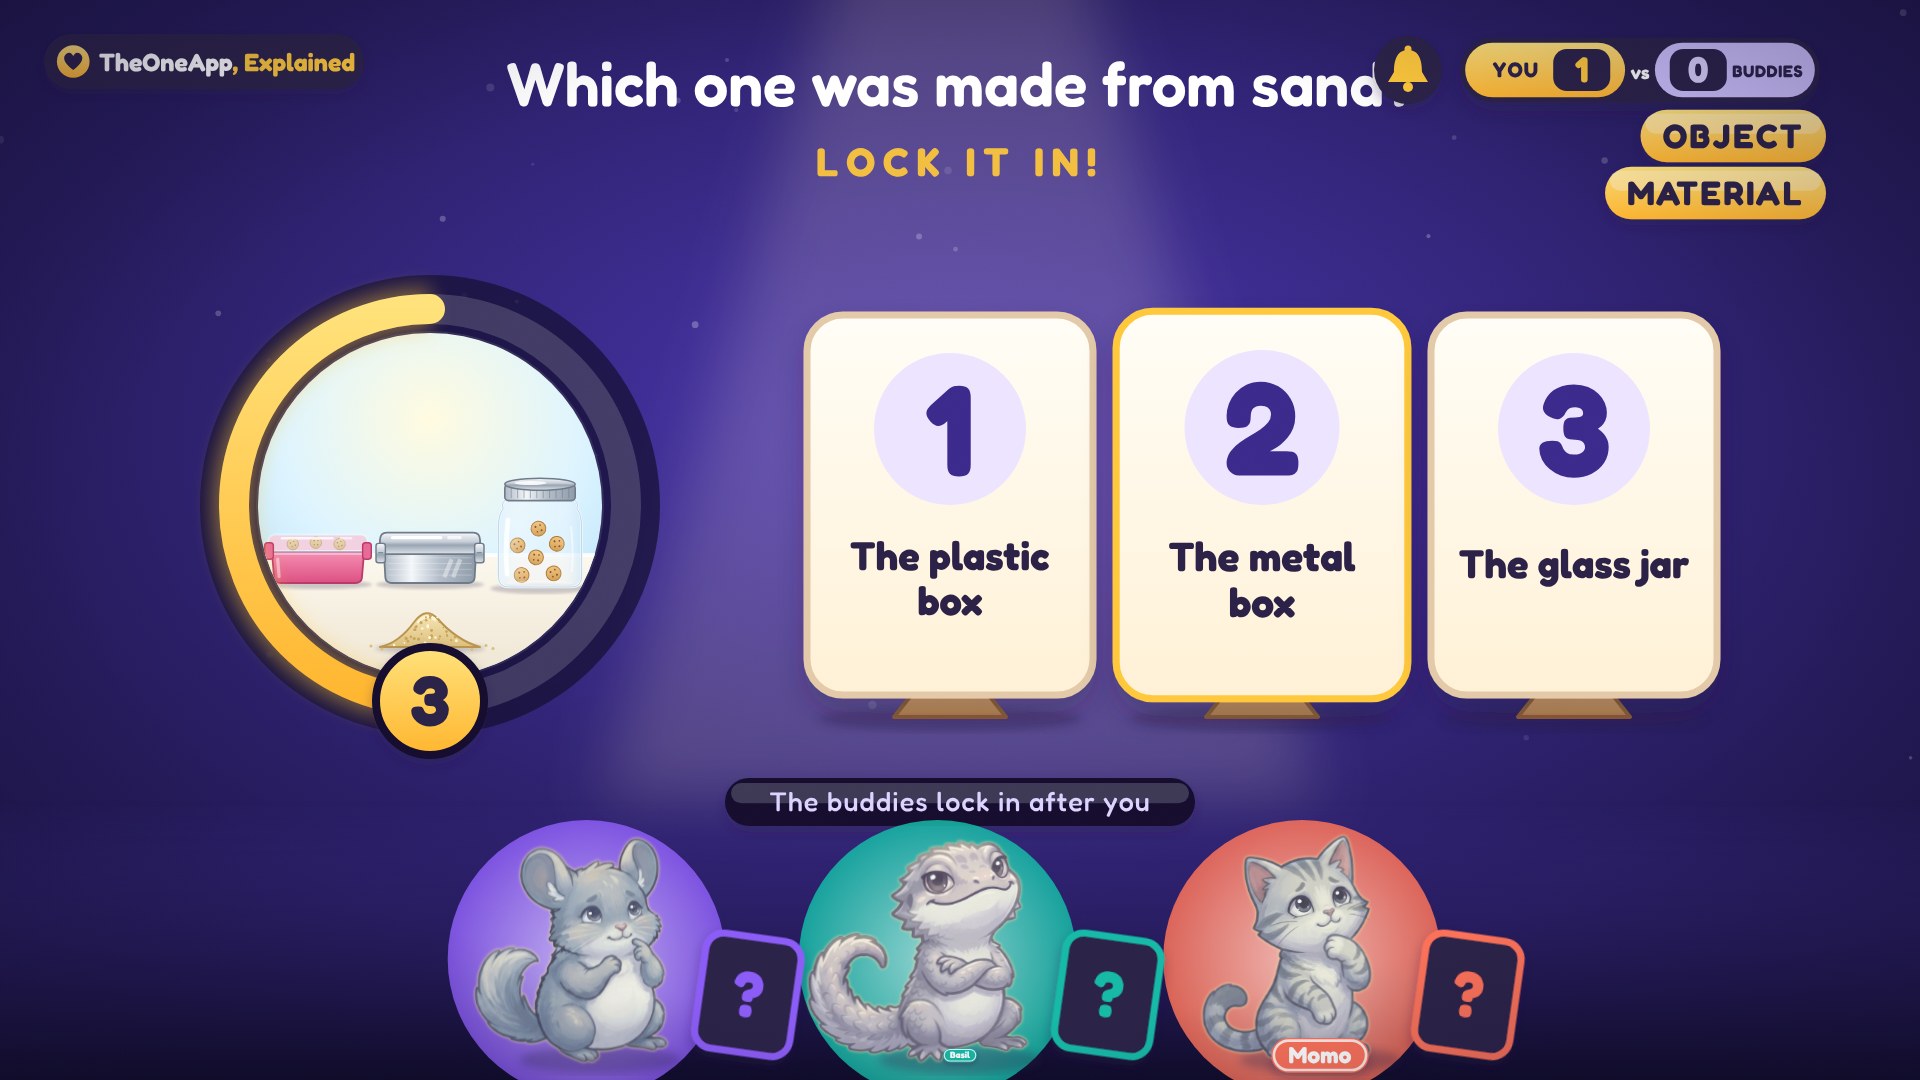 TheOneApp, Explained
Which one was made from sand?
LOCK IT IN!
YOU 1 vs 0 BUDDIES
OBJECT
MATERIAL
3
1
The plastic
box
2
The metal
box
3
The glass jar
The buddies lock in after you
?
?
?
Basil
Momo